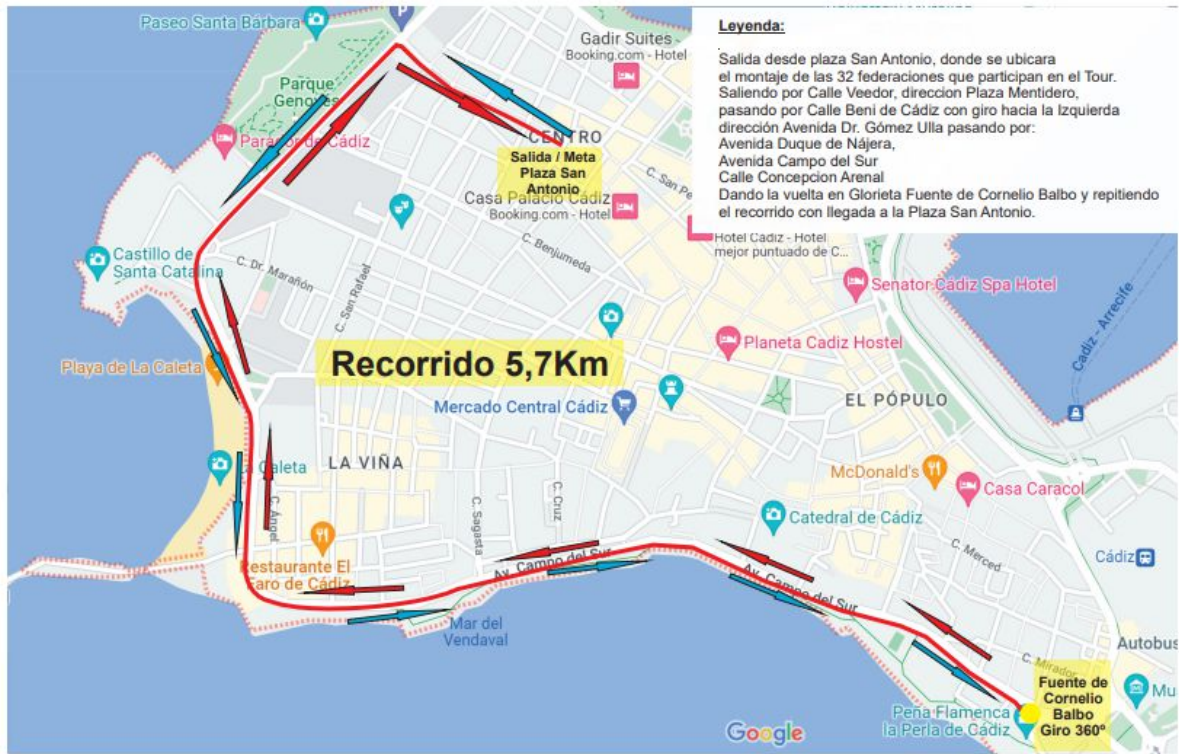 Leyenda:
Salida desde plaza San Antonio, donde se ubicara
el montaje de las 32 federaciones que participan en el Tour.
Saliendo por Calle Veedor, direccion Plaza Mentidero,
pasando por Calle Beni de Cádiz con giro hacia la Izquierda
dirección Avenida Dr. Gómez Ulla pasando por:
Avenida Duque de Nájera,
Avenida Campo del Sur
Calle Concepcion Arenal
Dando la vuelta en Glorieta Fuente de Cornelio Balbo y repitiendo
el recorrido con llegada a la Plaza San Antonio.
Paseo Santa Bárbara
P
Gadir Suites
Booking.com - Hotel
Parque
Genovés
Parador de Cádiz
CENTRO
Salida / Meta
Plaza San
Antonio
C. San Pe
Casa Palacio Cádiz
Booking.com - Hotel
Hotel Cádiz - Hotel
mejor puntuado de C...
C. Benjumeda
Castillo de
Santa Catalina
C. Dr. Marañón
C. San Rafael
Senator Cádiz Spa Hotel
Cadiz - Arrecife
Planeta Cadiz Hostel
Playa de La Caleta
Recorrido 5,7Km
Mercado Central Cádiz
EL PÓPULO
LA VIÑA
La Caleta
McDonald's
Casa Caracol
C. Ángel
C. Sagasta
C. Cruz
Catedral de Cádiz
C. Merced
Cádiz
Restaurante El
Faro de Cádiz
Av. Campo del Sur
Av. Campo del Sur
Mar del
Vendaval
C. Mirador
Autobus
Fuente de
Cornelio
Balbo
Giro 360º
Mu
Peña Flamenca
la Perla de Cádiz
Google